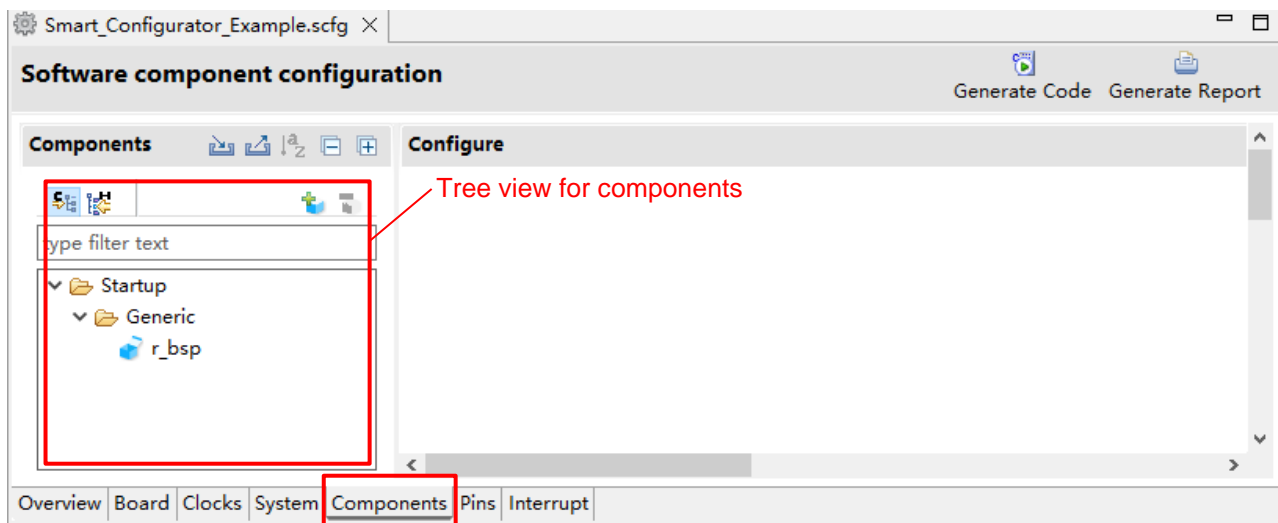 Smart_Configurator_Example.scfg
Software component configuration
Generate Code Generate Report
Components
Configure
Tree view for components
type filter text
Startup
Generic
r_bsp
Overview Board Clocks System Components Pins Interrupt